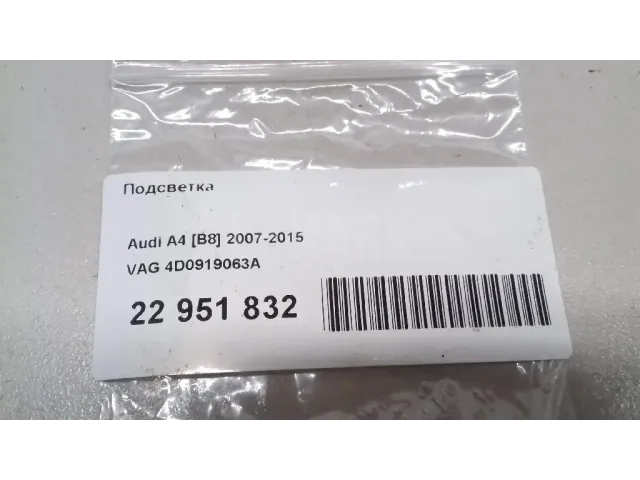 Подсветка
Audi A4 [B8] 2007-2015
VAG 4D0919063A
22 951 832